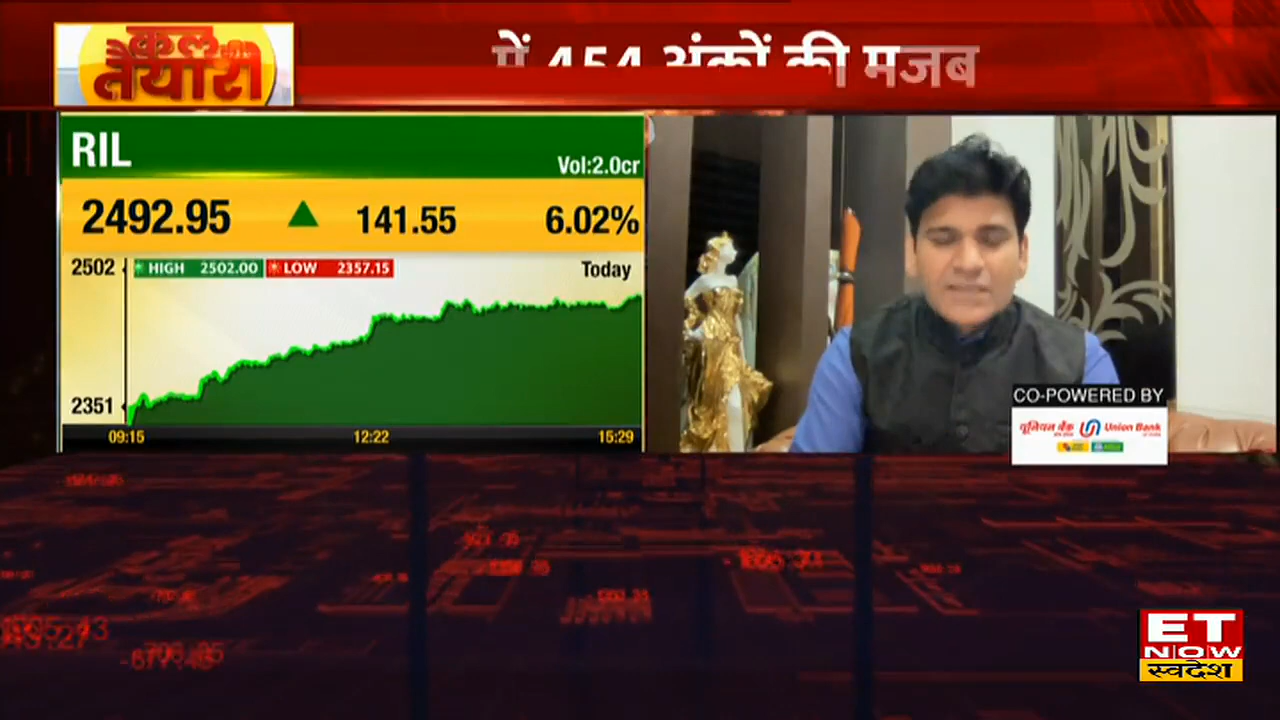 कल की
तैयारी
में 454 अंकों की मजब
RIL
Vol:2.0cr
2492.95 ▲ 141.55 6.02%
2502 HIGH 2502.00 LOW 2357.15 Today
2351
09:15 12:22 15:29
CO-POWERED BY
यूनियन बैंक Union Bank
ET
NOW
स्वदेश